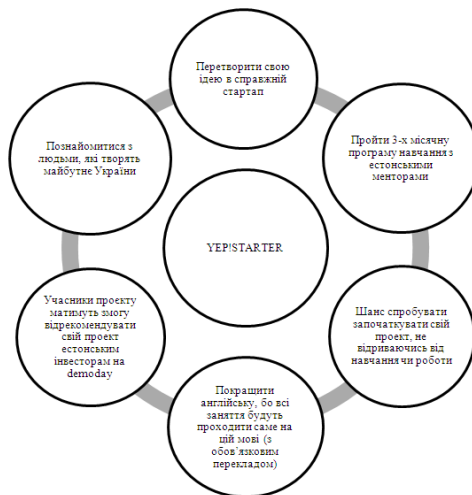 Перетворити свою
ідею в справжній
стартап
Познайомитися з
людьми, які творять
майбутнє України
Пройти 3-х місячну
програму навчання з
естонськими
менторами
YEP!STARTER
Учасники проекту
матимуть змогу
відрекомендувати
свій проект
естонським
інвесторам на
demoday
Шанс спробувати
започаткувати свій
проект, не
відриваючись від
навчання чи роботи
Покращити
англійську, бо всі
заняття будуть
проходити саме на
цій мові (з
обов’язковим
перекладом)